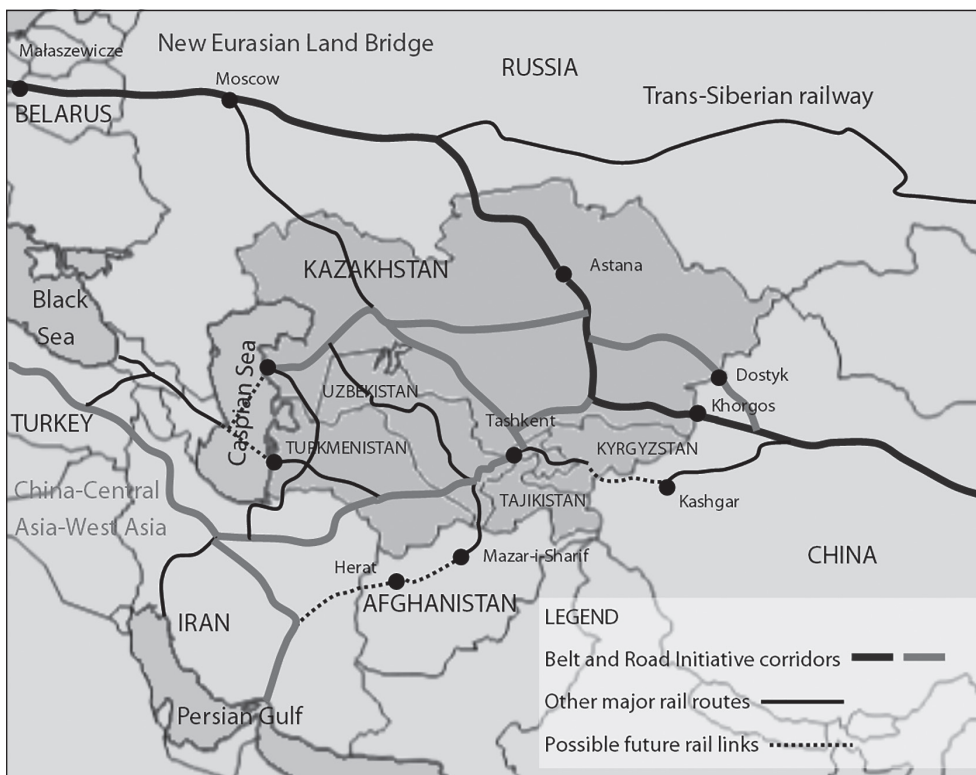 New Eurasian Land Bridge
Małaszewicze
RUSSIA
Moscow
Trans-Siberian railway
BELARUS
KAZAKHSTAN
Astana
Black
Sea
Caspian Sea
Dostyk
UZBEKISTAN
Khorgos
TURKEY
Tashkent
TURKMENISTAN
KYRGYZSTAN
China-Central
Asia-West Asia
TAJIKISTAN
Kashgar
Herat
Mazar-i-Sharif
CHINA
AFGHANISTAN
IRAN
Persian Gulf
LEGEND
Belt and Road Initiative corridors
Other major rail routes
Possible future rail links